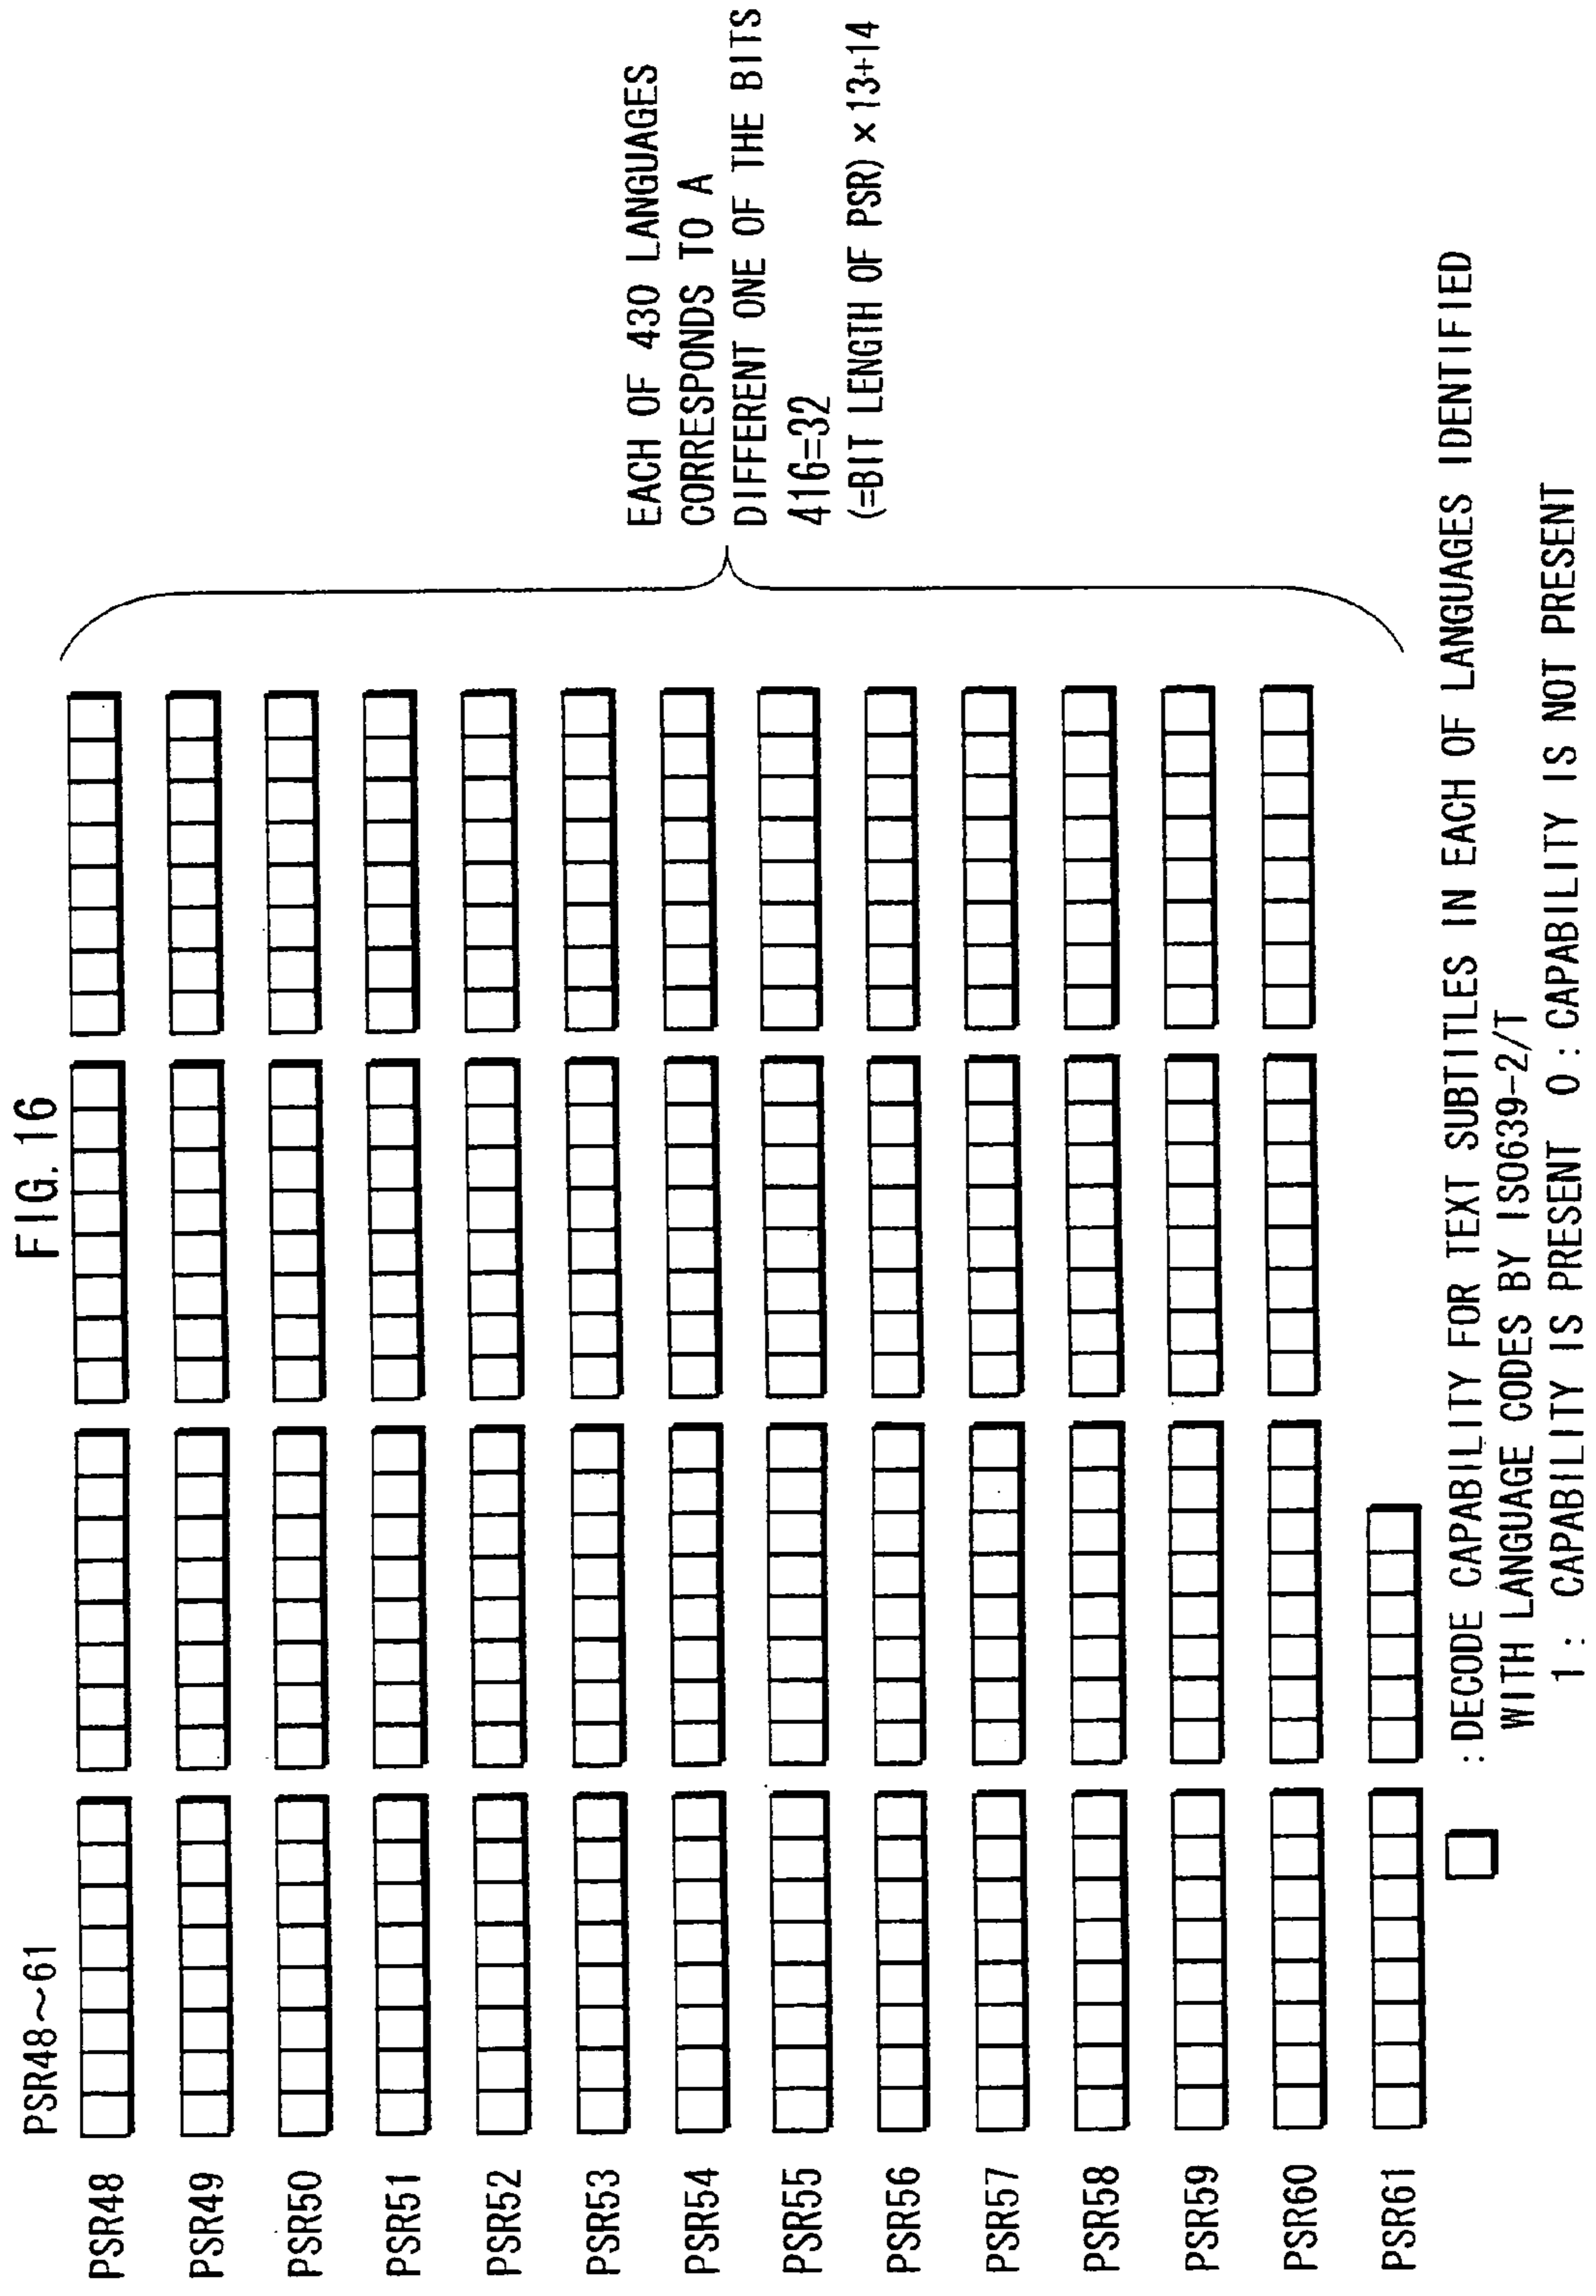 FIG. 16
PSR48~61
PSR48
PSR49
PSR50
PSR51
PSR52
PSR53
PSR54
PSR55
PSR56
PSR57
PSR58
PSR59
PSR60
PSR61
EACH OF 430 LANGUAGES
CORRESPONDS TO A
DIFFERENT ONE OF THE BITS
416=32
(=BIT LENGTH OF PSR)×13+14
:DECODE CAPABILITY FOR TEXT SUBTITLES IN EACH OF LANGUAGES IDENTIFIED
WITH LANGUAGE CODES BY ISO639-2/T
1: CAPABILITY IS PRESENT 0: CAPABILITY IS NOT PRESENT